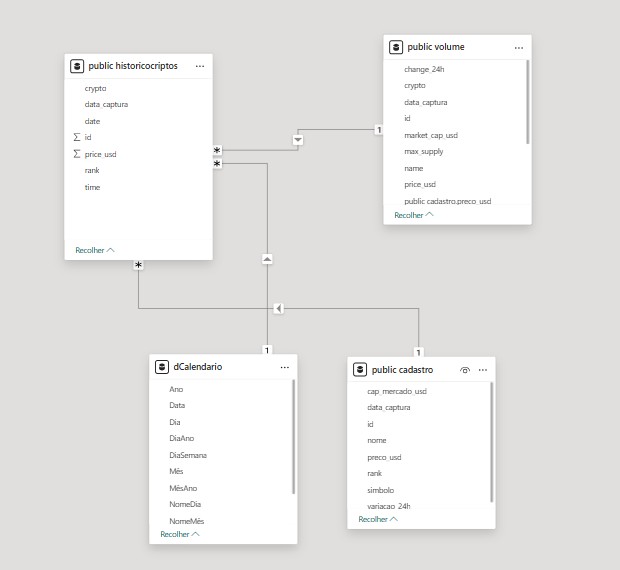 public historicocriptos
crypto
data_captura
date
Σ id
Σ price_usd
rank
time
Recolher
public volume
change_24h
crypto
data_captura
id
market_cap_usd
max_supply
name
price_usd
public cadastro.preco_usd
Recolher
*
*
1
*
1
1
dCalendario
Ano
Data
Dia
DiaAno
DiaSemana
Mês
MêsAno
NomeDia
NomeMês
Recolher
public cadastro
cap_mercado_usd
data_captura
id
nome
preco_usd
rank
simbolo
variacao_24h
Recolher